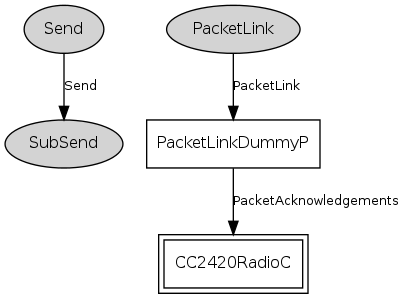 Send
PacketLink
Send
PacketLink
SubSend
PacketLinkDummyP
PacketAcknowledgements
CC2420RadioC